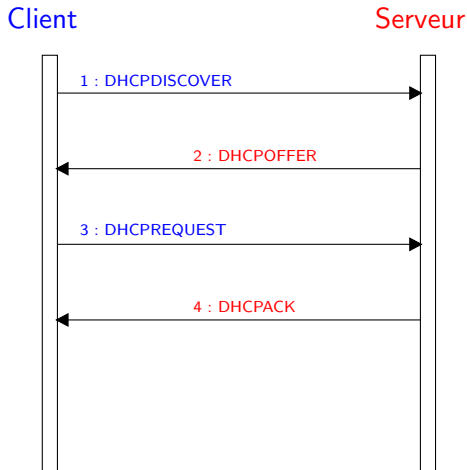 Client
Serveur
1 : DHCPDISCOVER
2 : DHCPOFFER
3 : DHCPREQUEST
4 : DHCPACK